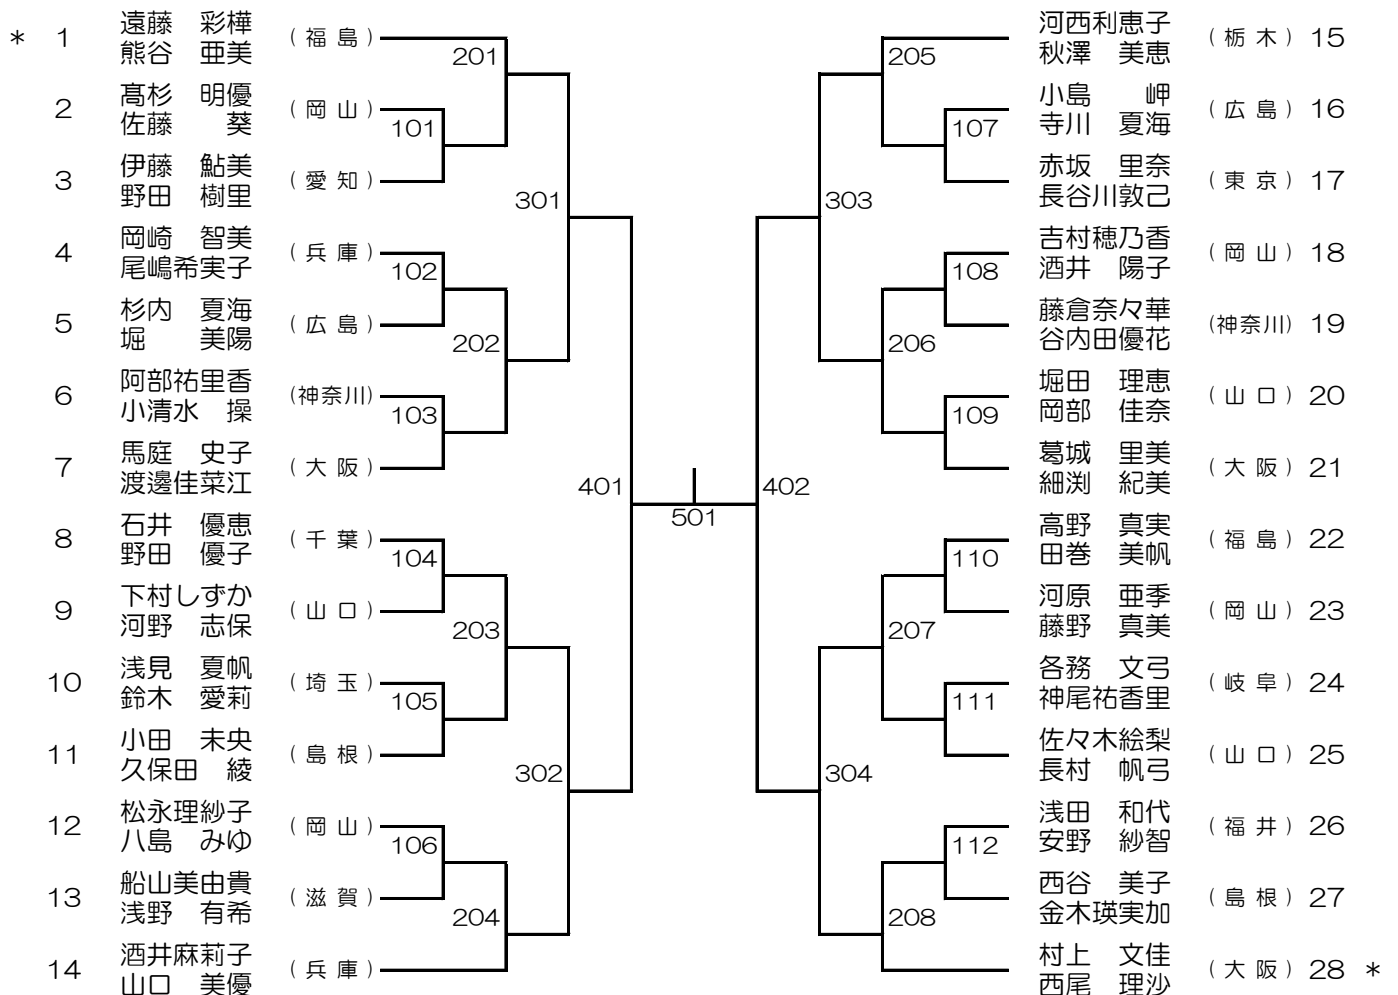 * 1 遠藤 彩樺 (福島)
熊谷 亜美
201
2 髙杉 明優 (岡山)
佐藤 葵
101
3 伊藤 鮎美 (愛知)
野田 樹里
301
4 岡崎 智美 (兵庫)
尾嶋希実子
102
5 杉内 夏海 (広島)
堀 美陽
202
6 阿部祐里香 (神奈川)
小清水 操
103
7 馬庭 史子 (大阪)
渡邊佳菜江
401
8 石井 優恵 (千葉)
野田 優子
104
9 下村しずか (山口)
河野 志保
203
10 浅見 夏帆 (埼玉)
鈴木 愛莉
105
11 小田 未央 (島根)
久保田 綾
302
12 松永理紗子 (岡山)
八島 みゆ
106
13 船山美由貴 (滋賀)
浅野 有希
204
14 酒井麻莉子 (兵庫)
山口 美優
501
河西利恵子 (栃木) 15
秋澤 美恵
205
小島 岬 (広島) 16
寺川 夏海
107
赤坂 里奈 (東京) 17
長谷川敦己
303
吉村穂乃香 (岡山) 18
酒井 陽子
108
藤倉奈々華 (神奈川) 19
谷内田優花
206
堀田 理恵 (山口) 20
岡部 佳奈
109
葛城 里美 (大阪) 21
細渕 紀美
402
高野 真実 (福島) 22
田巻 美帆
110
河原 亜季 (岡山) 23
藤野 真美
207
各務 文弓 (岐阜) 24
神尾祐香里
111
佐々木絵梨 (山口) 25
長村 帆弓
304
浅田 和代 (福井) 26
安野 紗智
112
西谷 美子 (島根) 27
金木瑛実加
208
村上 文佳 (大阪) 28 *
西尾 理沙